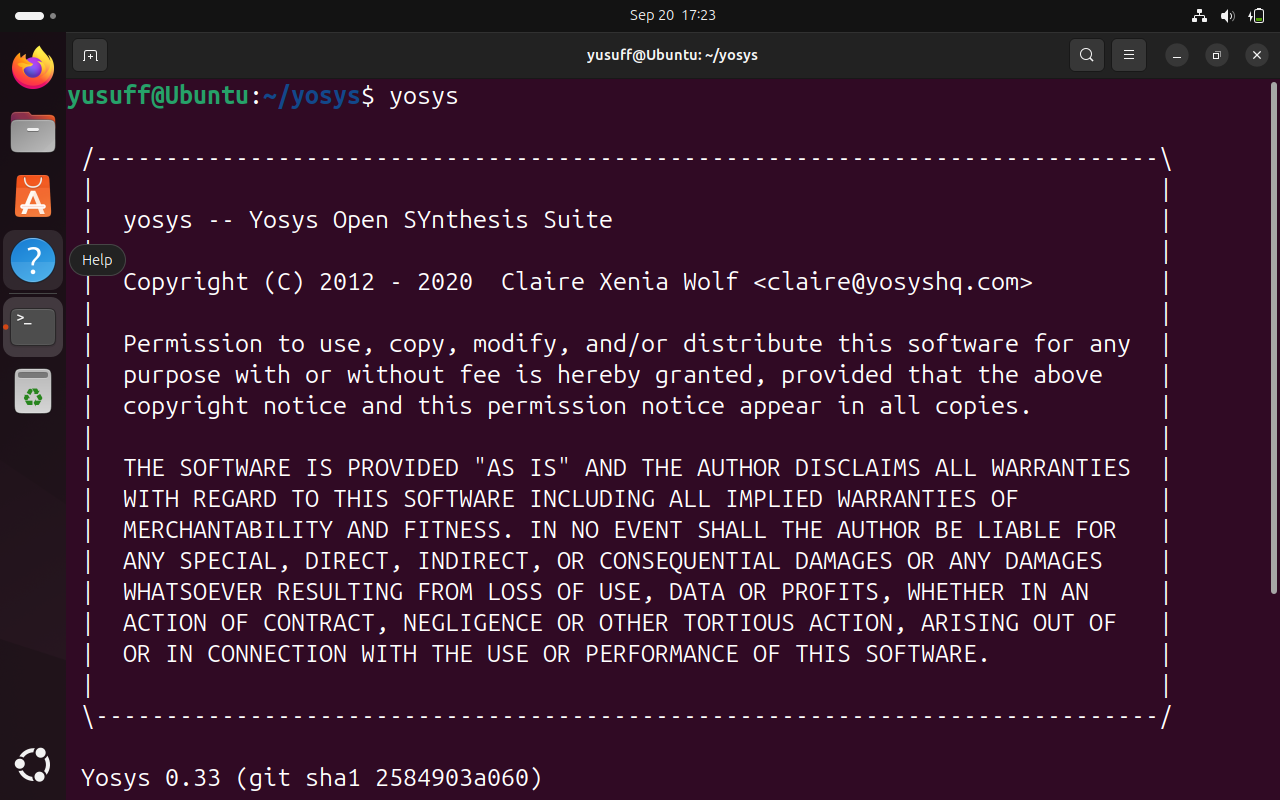 Sep 20 17:23
yusuff@Ubuntu: ~/yosys
yusuff@Ubuntu:~/yosys$ yosys
/----------------------------------------------------------------------------\
|                                                                            |
|  yosys -- Yosys Open SYnthesis Suite                                       |
|                                                                            |
Help
|  Copyright (C) 2012 - 2020  Claire Xenia Wolf <claire@yosyshq.com>         |
|                                                                            |
|  Permission to use, copy, modify, and/or distribute this software for any  |
|  purpose with or without fee is hereby granted, provided that the above    |
|  copyright notice and this permission notice appear in all copies.         |
|                                                                            |
|  THE SOFTWARE IS PROVIDED "AS IS" AND THE AUTHOR DISCLAIMS ALL WARRANTIES  |
|  WITH REGARD TO THIS SOFTWARE INCLUDING ALL IMPLIED WARRANTIES OF          |
|  MERCHANTABILITY AND FITNESS. IN NO EVENT SHALL THE AUTHOR BE LIABLE FOR   |
|  ANY SPECIAL, DIRECT, INDIRECT, OR CONSEQUENTIAL DAMAGES OR ANY DAMAGES    |
|  WHATSOEVER RESULTING FROM LOSS OF USE, DATA OR PROFITS, WHETHER IN AN     |
|  ACTION OF CONTRACT, NEGLIGENCE OR OTHER TORTIOUS ACTION, ARISING OUT OF   |
|  OR IN CONNECTION WITH THE USE OR PERFORMANCE OF THIS SOFTWARE.            |
|                                                                            |
\----------------------------------------------------------------------------/
Yosys 0.33 (git sha1 2584903a060)